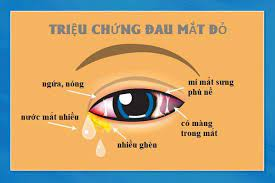 TRIỆU CHỨNG ĐAU MẮT ĐỎ
ngứa, nóng
mí mắt sưng
phù nề
nước mắt nhiều
có màng
trong mắt
nhiều ghèn